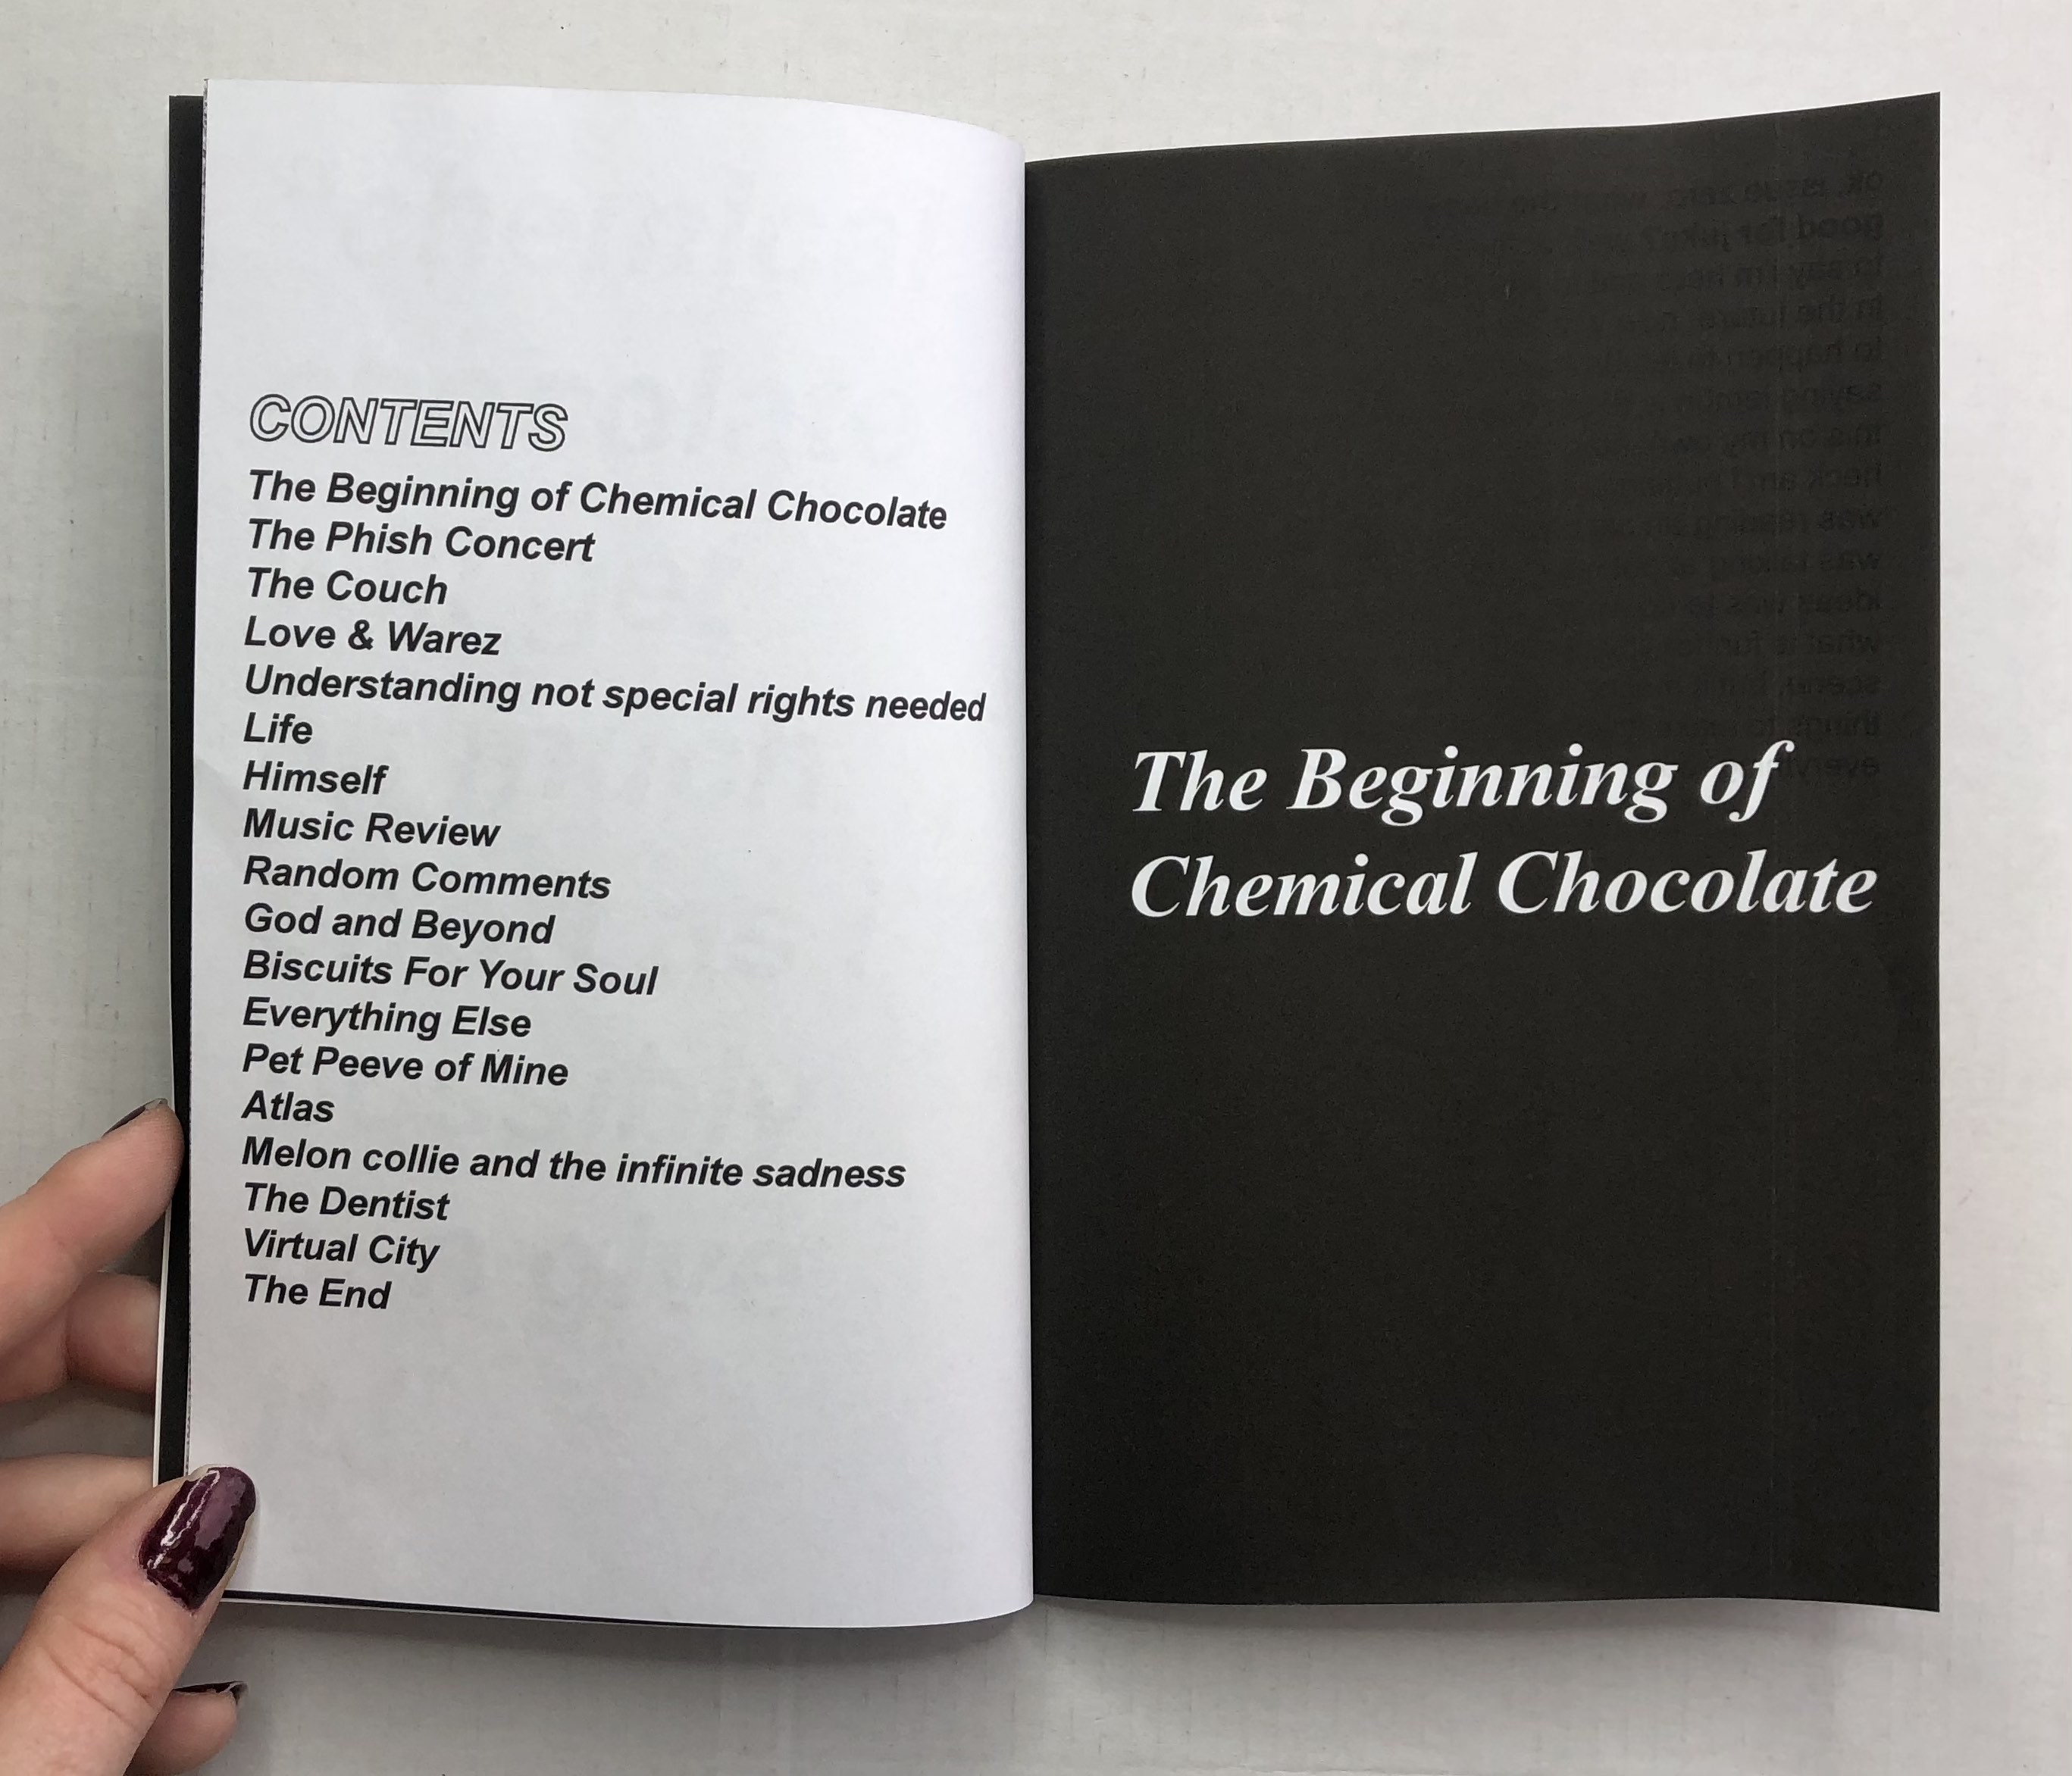 CONTENTS
The Beginning of Chemical Chocolate
The Phish Concert
The Couch
Love & Warez
Understanding not special rights needed
Life
Himself
Music Review
Random Comments
God and Beyond
Biscuits For Your Soul
Everything Else
Pet Peeve of Mine
Atlas
Melon collie and the infinite sadness
The Dentist
Virtual City
The End
The Beginning of
Chemical Chocolate